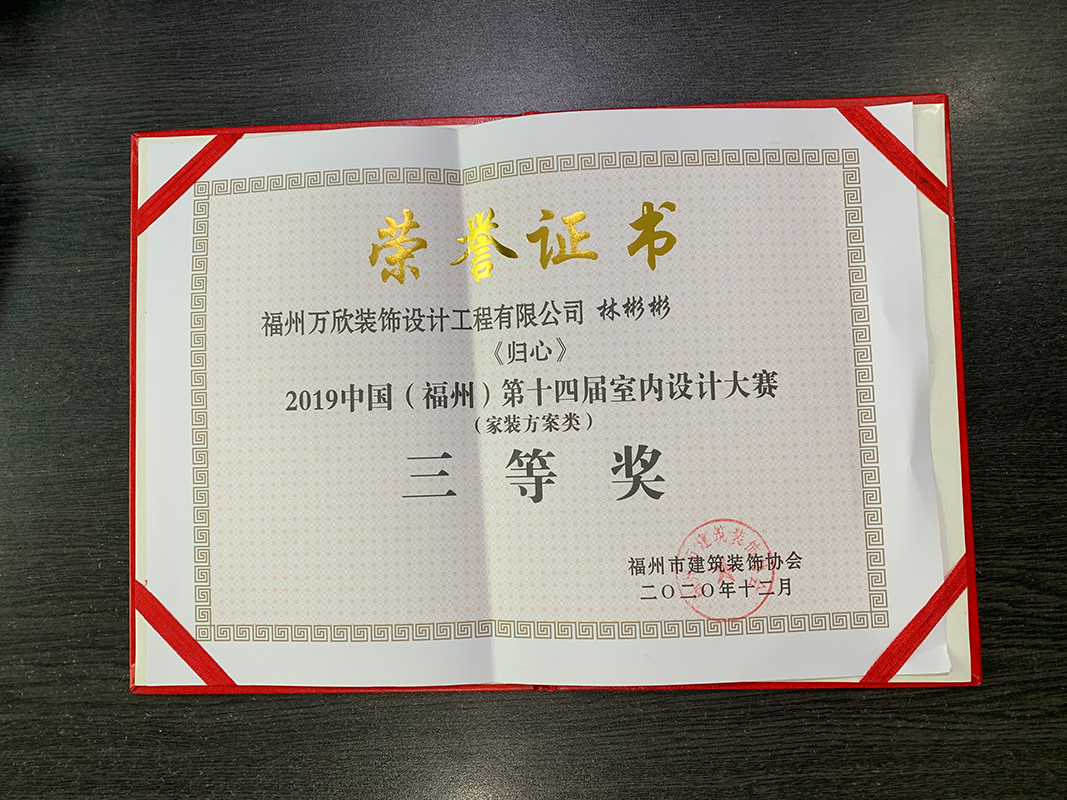 荣誉证书
福州万欣装饰设计工程有限公司 林彬彬
《归心》
2019中国（福州）第十四届室内设计大赛
（家装方案类）
三等奖
福州市建筑装饰协会
二〇二〇年十二月